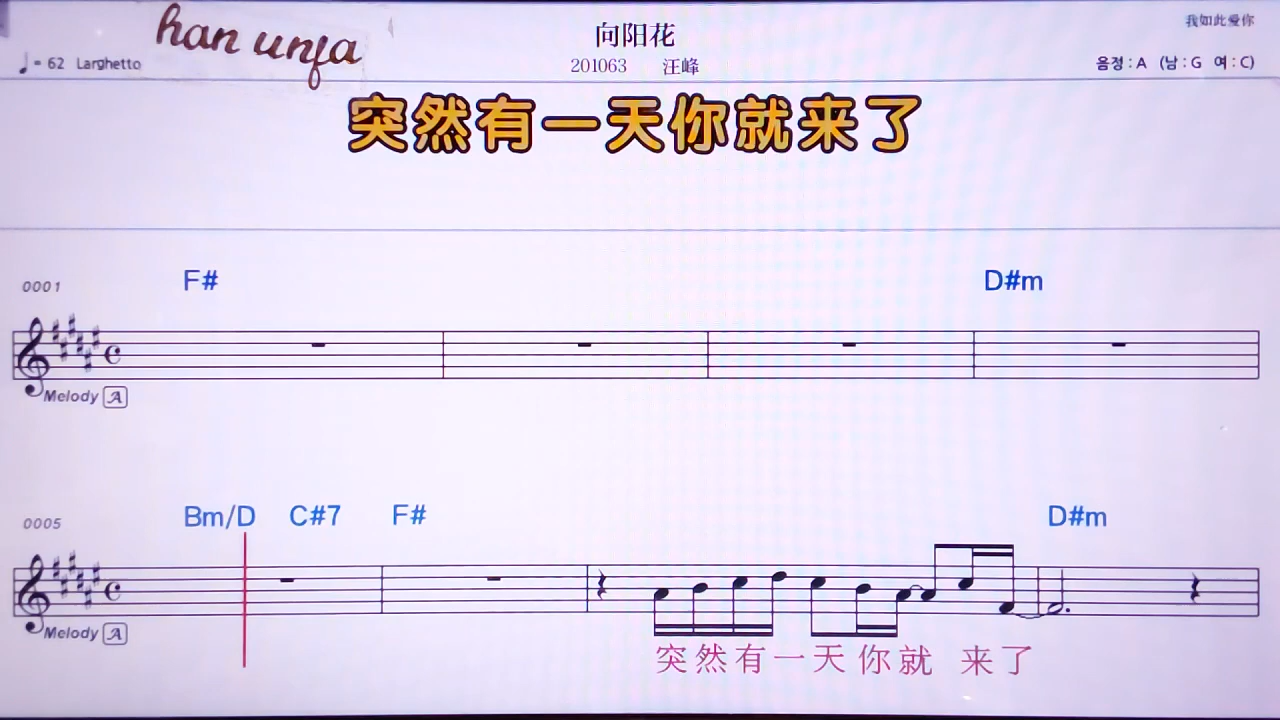 han unfa
向阳花
我如此爱你
♩= 62 Larghetto
201063 汪峰
음정 : A (남 : G 여 : C)
突然有一天你就来了
0001 F# D#m
Melody A
0005 Bm/D C#7 F# D#m
Melody A
突然有一天你就来了